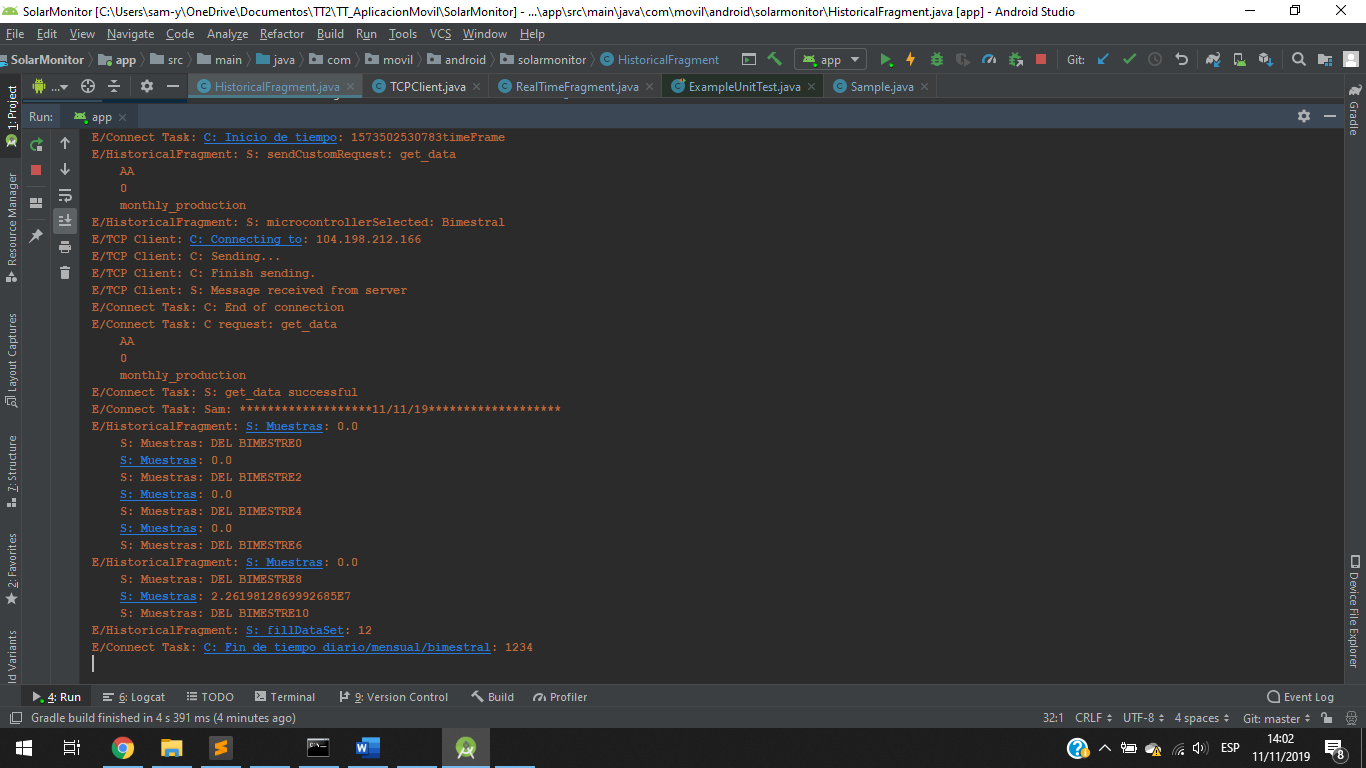 SolarMonitor [C:\Users\sam-y\OneDrive\Documentos\TT2\TT_AplicacionMovil\SolarMonitor] - ...\app\src\main\java\com\movil\android\solarmonitor\HistoricalFragment.java [app] - Android Studio
File Edit View Navigate Code Analyze Refactor Build Run Tools VCS Window Help
SolarMonitor app src main java com movil android solarmonitor HistoricalFragment app Git:
... HistoricalFragment.java TCPClient.java RealTimeFragment.java ExampleUnitTest.java Sample.java
Run: app
E/Connect Task: C: Inicio de tiempo: 1573502530783timeFrame
E/HistoricalFragment: S: sendCustomRequest: get_data
AA
0
monthly_production
E/HistoricalFragment: S: microcontrollerSelected: Bimestral
E/TCP Client: C: Connecting to: 104.198.212.166
E/TCP Client: C: Sending...
E/TCP Client: C: Finish sending.
E/TCP Client: S: Message received from server
E/Connect Task: C: End of connection
E/Connect Task: C request: get_data
AA
0
monthly_production
E/Connect Task: S: get_data successful
E/Connect Task: Sam: *******************11/11/19*******************
E/HistoricalFragment: S: Muestras: 0.0
S: Muestras: DEL BIMESTRE0
S: Muestras: 0.0
S: Muestras: DEL BIMESTRE2
S: Muestras: 0.0
S: Muestras: DEL BIMESTRE4
S: Muestras: 0.0
S: Muestras: DEL BIMESTRE6
E/HistoricalFragment: S: Muestras: 0.0
S: Muestras: DEL BIMESTRE8
S: Muestras: 2.2619812869992685E7
S: Muestras: DEL BIMESTRE10
E/HistoricalFragment: S: fillDataSet: 12
E/Connect Task: C: Fin de tiempo diario/mensual/bimestral: 1234
1: Project
Resource Manager
Layout Captures
7: Structure
2: Favorites
ld Variants
Gradle
Device File Explorer
4: Run 6: Logcat TODO Terminal 9: Version Control Build Profiler Event Log
Gradle build finished in 4 s 391 ms (4 minutes ago) 32:1 CRLF UTF-8 4 spaces Git: master
ESP 14:02
11/11/2019 8